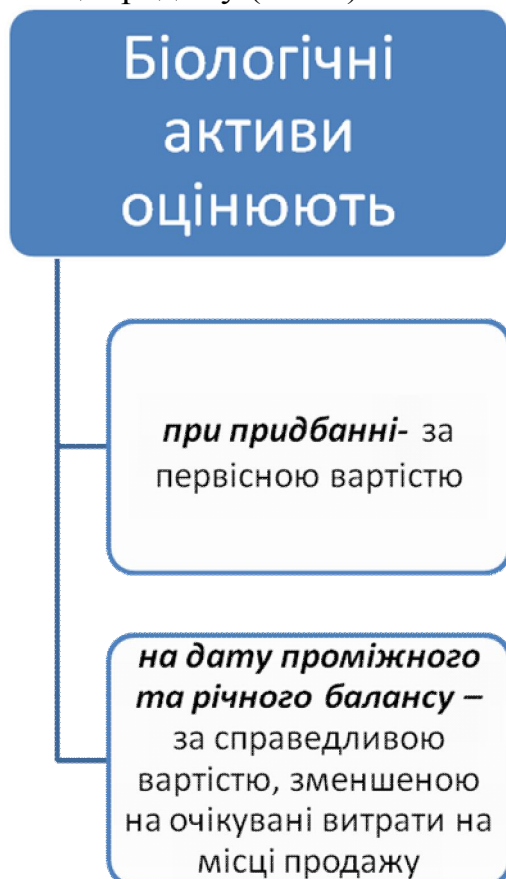 Біологічні
активи
оцінюють
при придбанні- за
первісною вартістю
на дату проміжного
та річного балансу –
за справедливою
вартістю, зменшеною
на очікувані витрати на
місці продажу